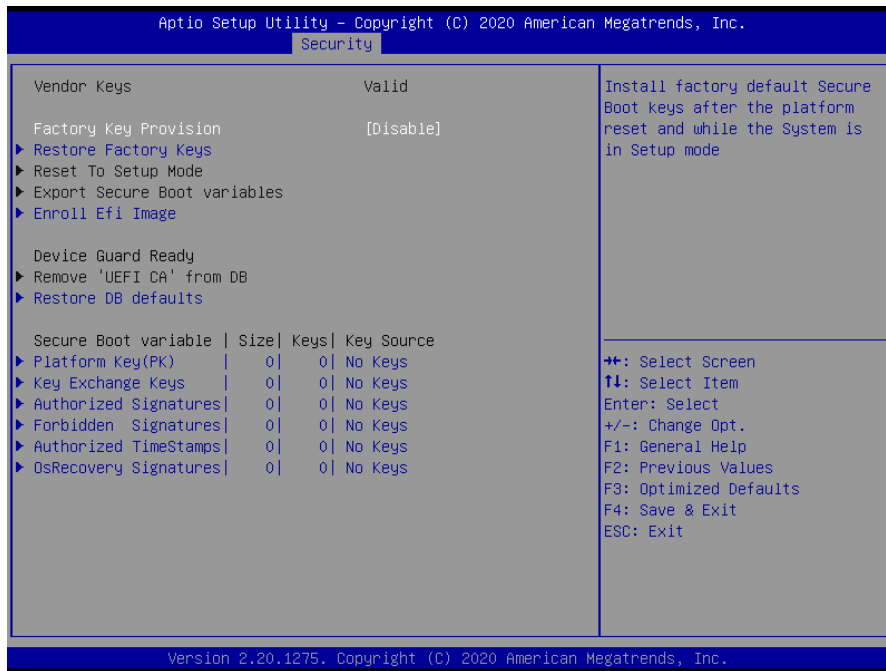 Aptio Setup Utility – Copyright (C) 2020 American Megatrends, Inc.
Security
Vendor Keys Valid
Factory Key Provision [Disable]
Restore Factory Keys
Reset To Setup Mode
Export Secure Boot variables
Enroll Efi Image
Device Guard Ready
Remove 'UEFI CA' from DB
Restore DB defaults
Secure Boot variable | Size| Keys| Key Source
Platform Key(PK) | 0| 0| No Keys
Key Exchange Keys | 0| 0| No Keys
Authorized Signatures| 0| 0| No Keys
Forbidden Signatures| 0| 0| No Keys
Authorized TimeStamps| 0| 0| No Keys
OsRecovery Signatures| 0| 0| No Keys
Install factory default Secure
Boot keys after the platform
reset and while the System is
in Setup mode
→←: Select Screen
↑↓: Select Item
Enter: Select
+/-: Change Opt.
F1: General Help
F2: Previous Values
F3: Optimized Defaults
F4: Save & Exit
ESC: Exit
Version 2.20.1275. Copyright (C) 2020 American Megatrends, Inc.